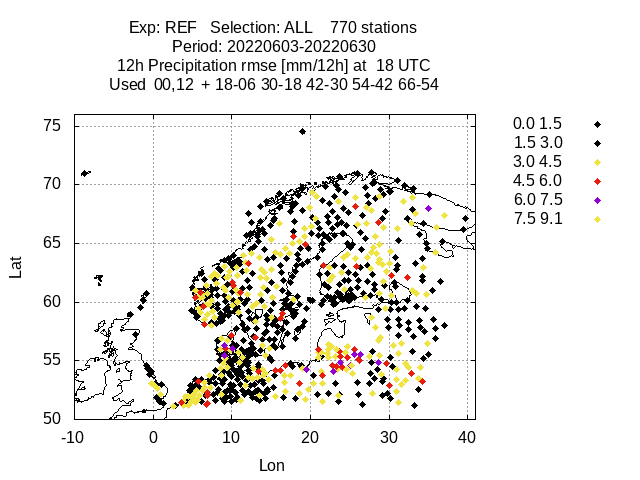 Exp: REF   Selection: ALL    770 stations
Period: 20220603-20220630
12h Precipitation rmse [mm/12h] at  18 UTC
Used  00,12  + 18-06 30-18 42-30 54-42 66-54
0.0 1.5
1.5 3.0
3.0 4.5
4.5 6.0
6.0 7.5
7.5 9.1
75
70
65
60
55
50
Lat
-10 0 10 20 30 40
Lon